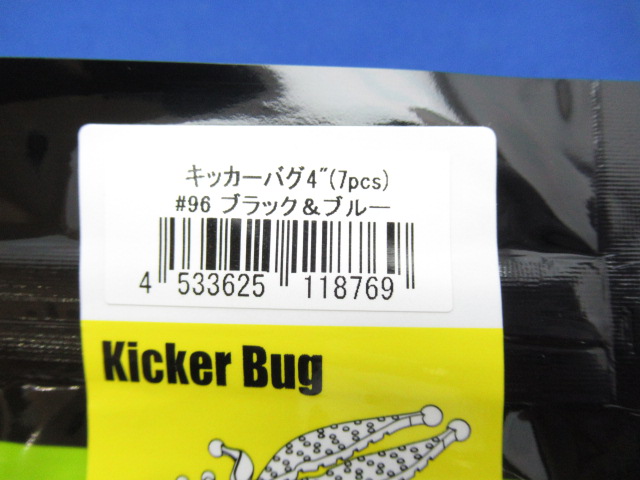 キッカーバグ4"(7pcs)
#96 ブラック&ブルー
4 533625 118769
Kicker Bug